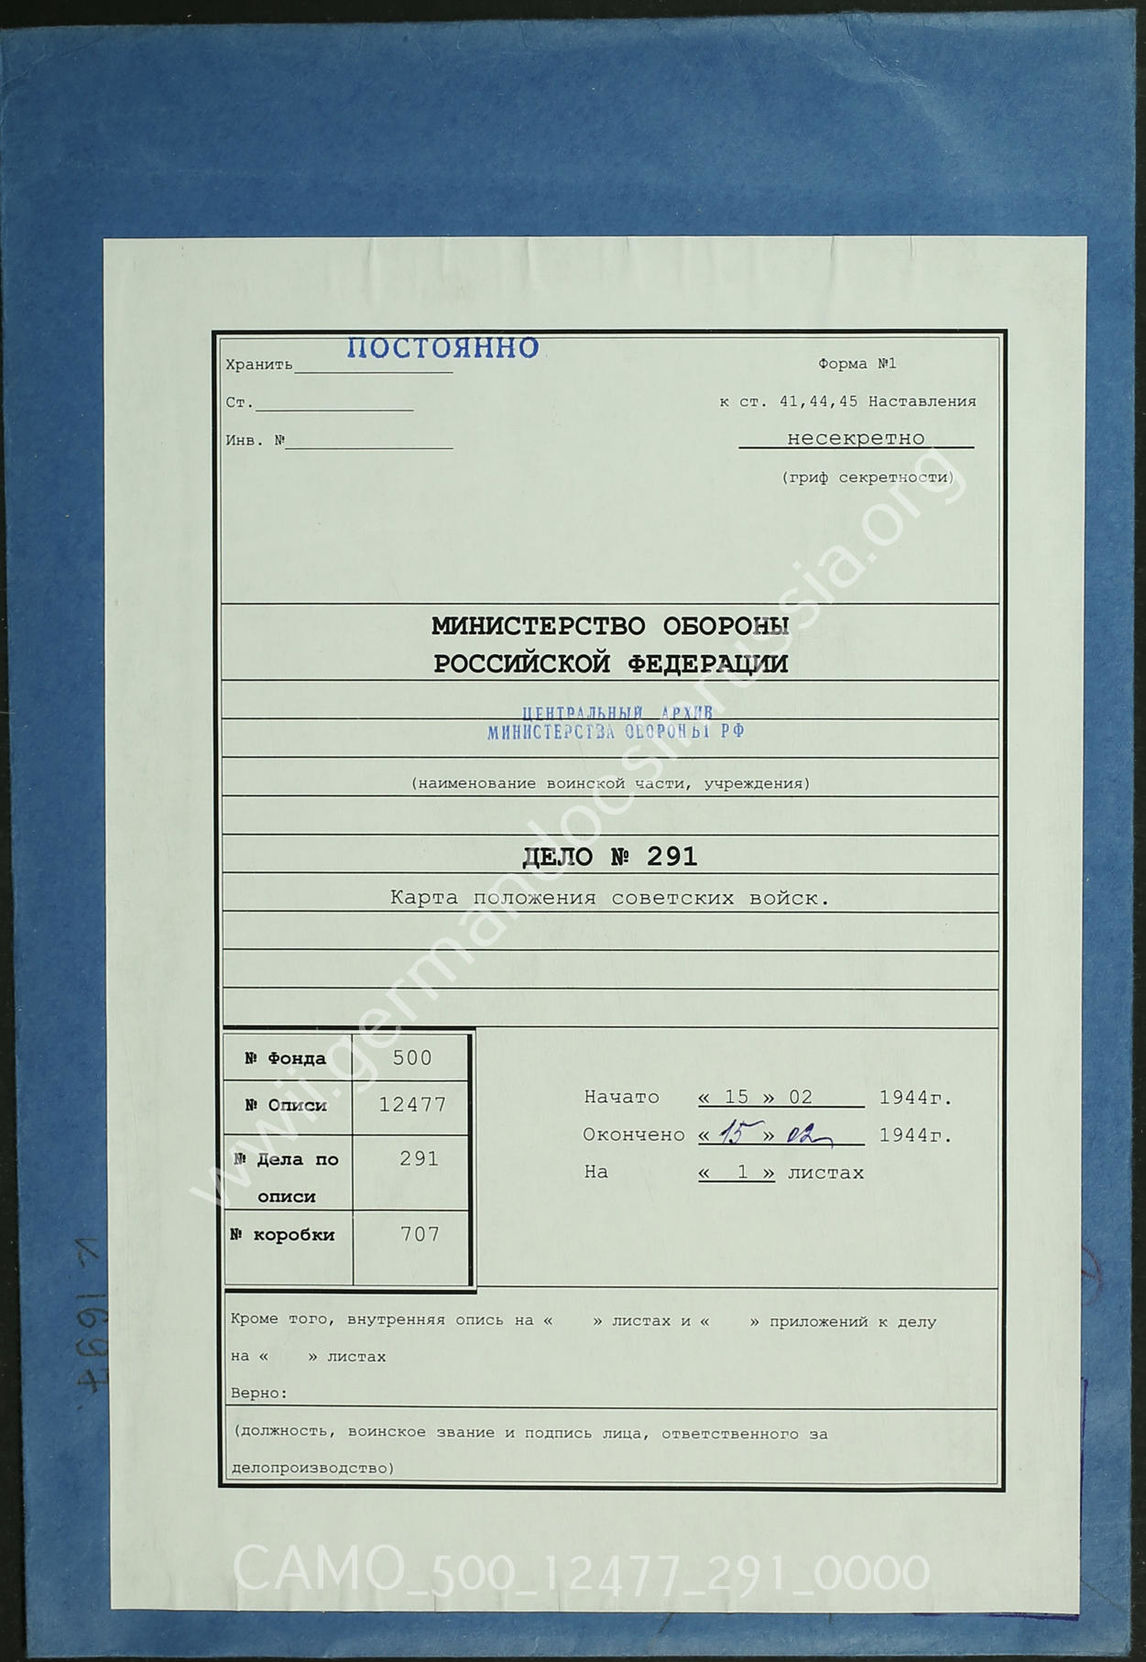 ПОСТОЯННО
Хранить
Форма №1
Ст.
к ст. 41,44,45 Наставления
Инв. №
несекретно
(гриф секретности)
МИНИСТЕРСТВО ОБОРОНЫ
РОССИЙСКОЙ ФЕДЕРАЦИИ
ЦЕНТРАЛЬНЫЙ АРХИВ
МИНИСТЕРСТВА ОБОРОНЫ РФ
(наименование воинской части, учреждения)
ДЕЛО № 291
Карта положения советских войск.
№ Фонда 500
№ Описи 12477
№ Дела по описи 291
№ коробки 707
Начато « 15 » 02 1944г.
Окончено « 15 » 02 1944г.
На « 1 » листах
Кроме того, внутренняя опись на « » листах и « » приложений к делу
на « » листах
Верно:
(должность, воинское звание и подпись лица, ответственного за
делопроизводство)
wwii.germandocsinrussia.org
CAMO_500_12477_291_0000